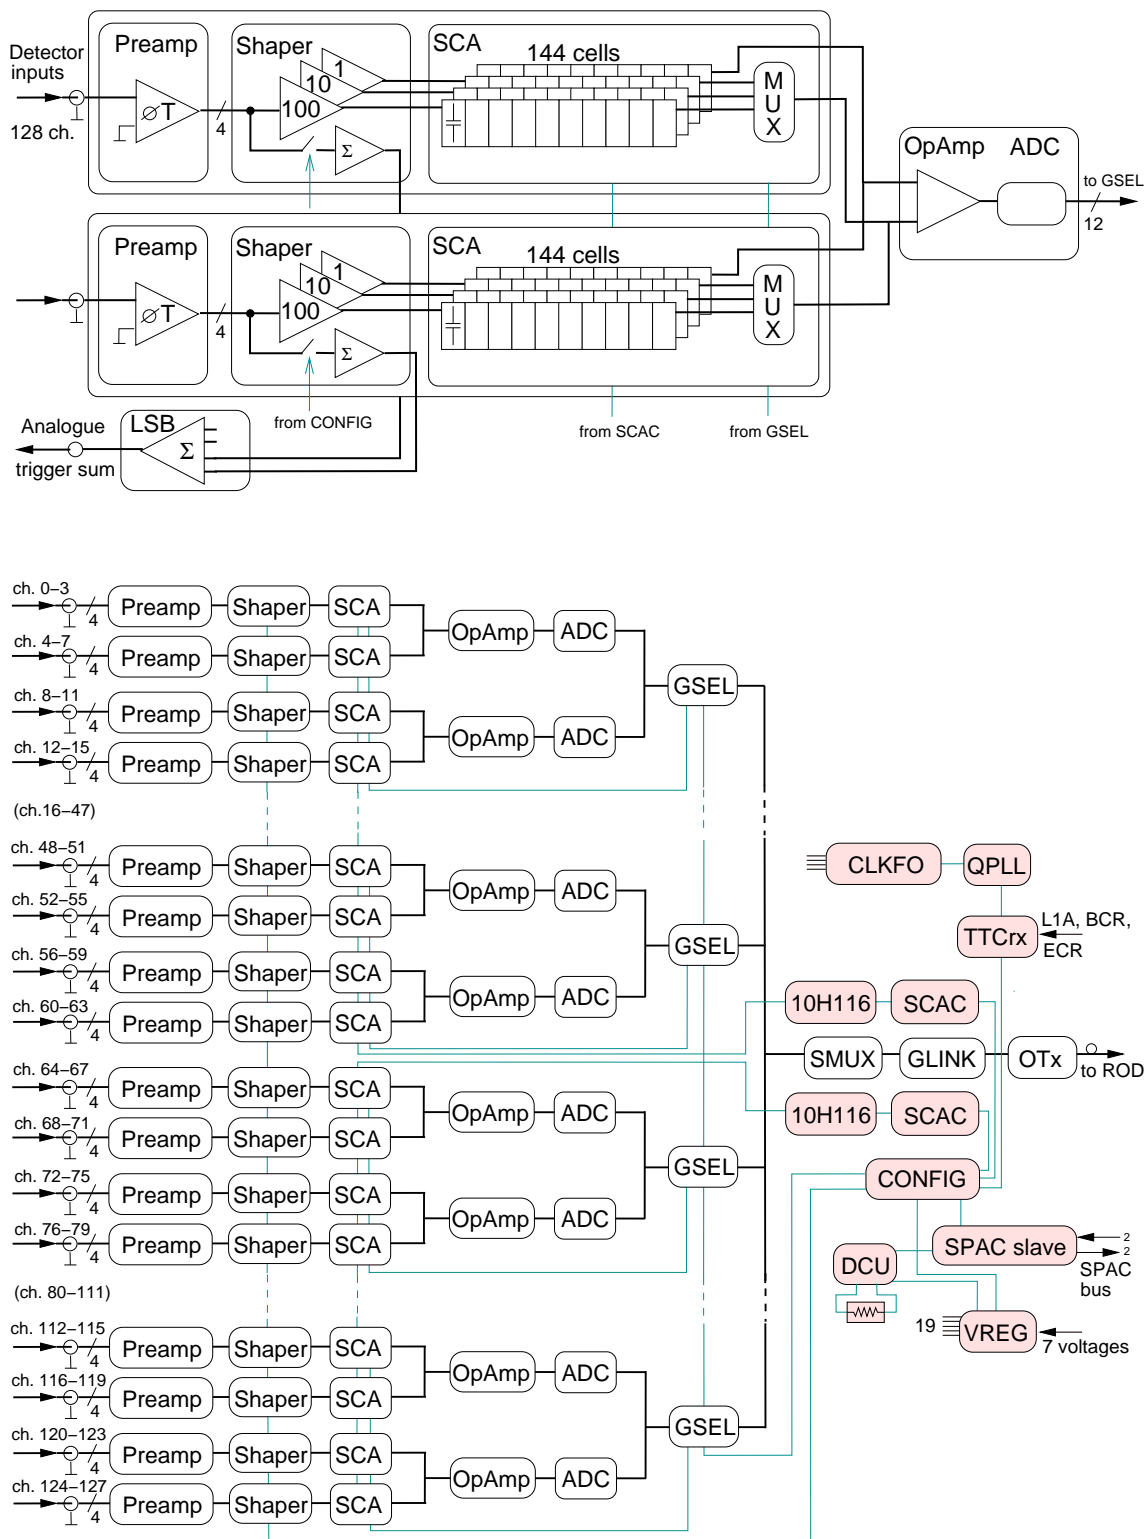 Preamp
Shaper
SCA
144 cells
Detector
inputs
128 ch.
∅T
4
1
10
100
Σ
M
U
X
OpAmp
ADC
to GSEL
12
Preamp
Shaper
SCA
144 cells
∅T
4
1
10
100
Σ
M
U
X
from CONFIG
from SCAC
from GSEL
Analogue
trigger sum
LSB
Σ
ch. 0–3
4
Preamp
Shaper
SCA
OpAmp
ADC
ch. 4–7
4
Preamp
Shaper
SCA
GSEL
ch. 8–11
4
Preamp
Shaper
SCA
OpAmp
ADC
ch. 12–15
4
Preamp
Shaper
SCA
(ch.16–47)
ch. 48–51
4
Preamp
Shaper
SCA
OpAmp
ADC
ch. 52–55
4
Preamp
Shaper
SCA
GSEL
ch. 56–59
4
Preamp
Shaper
SCA
OpAmp
ADC
ch. 60–63
4
Preamp
Shaper
SCA
CLKFO
QPLL
TTCrx
L1A, BCR,
ECR
10H116
SCAC
SMUX
GLINK
OTx
to ROD
10H116
SCAC
ch. 64–67
4
Preamp
Shaper
SCA
OpAmp
ADC
ch. 68–71
4
Preamp
Shaper
SCA
GSEL
ch. 72–75
4
Preamp
Shaper
SCA
OpAmp
ADC
ch. 76–79
4
Preamp
Shaper
SCA
CONFIG
SPAC slave
2
2
SPAC
bus
DCU
19
VREG
7 voltages
(ch. 80–111)
ch. 112–115
4
Preamp
Shaper
SCA
OpAmp
ADC
ch. 116–119
4
Preamp
Shaper
SCA
GSEL
ch. 120–123
4
Preamp
Shaper
SCA
OpAmp
ADC
ch. 124–127
4
Preamp
Shaper
SCA